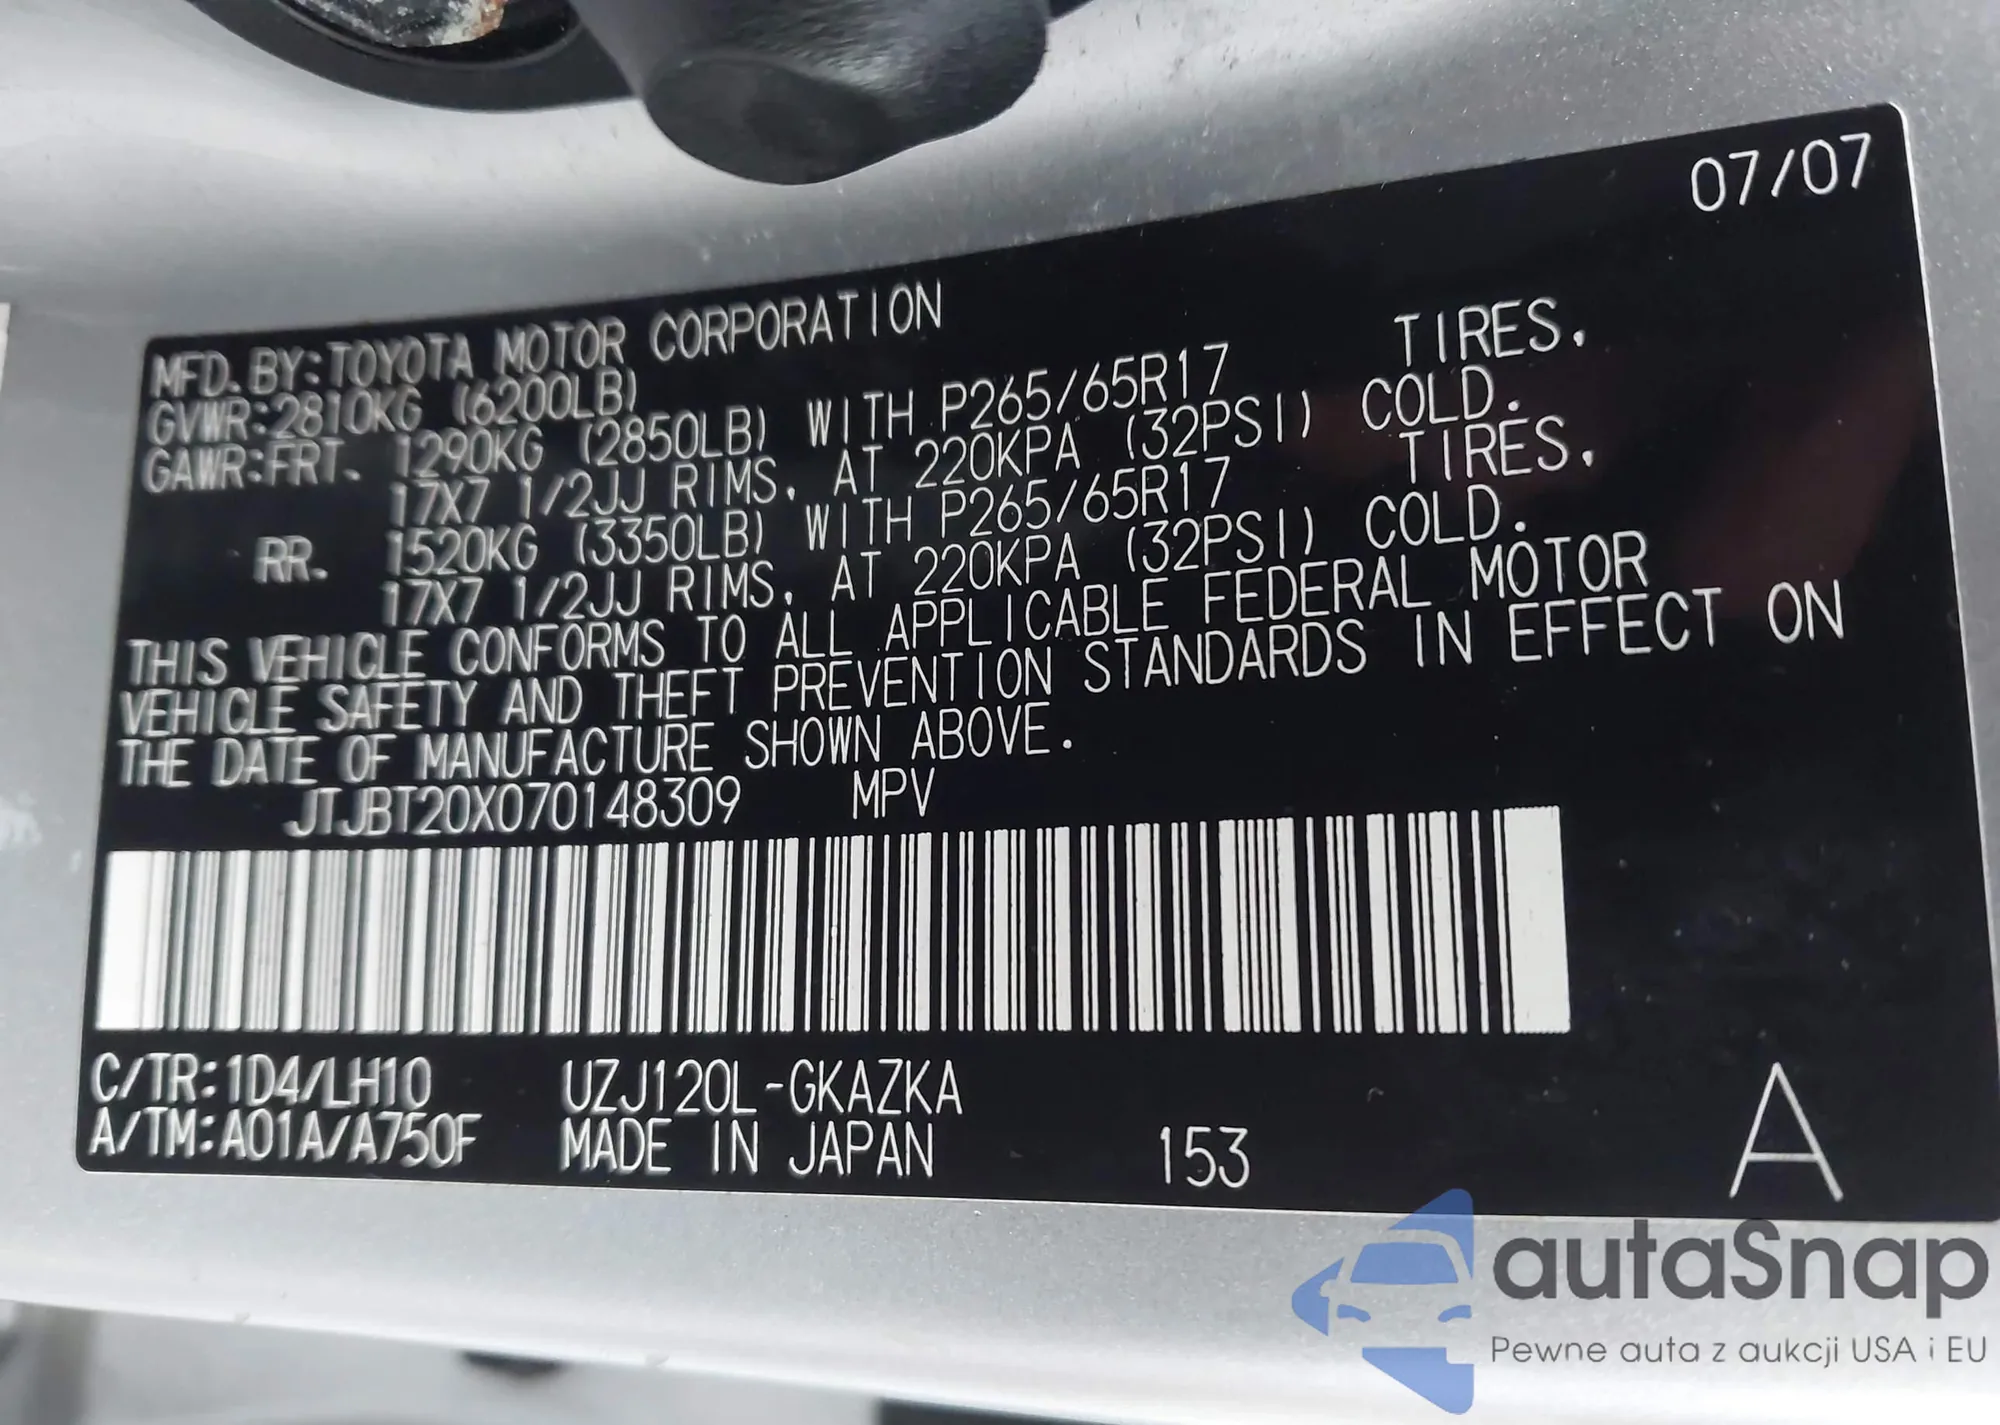 07/07
MFD. BY: TOYOTA MOTOR CORPORATION
GVWR: 2810KG (6200LB)
GAWR: FRT. 1290KG (2850LB) WITH P265/65R17 TIRES,
17X7 1/2JJ RIMS, AT 220KPA (32PSI) COLD.
RR. 1520KG (3350LB) WITH P265/65R17 TIRES,
17X7 1/2JJ RIMS, AT 220KPA (32PSI) COLD.
THIS VEHICLE CONFORMS TO ALL APPLICABLE FEDERAL MOTOR
VEHICLE SAFETY AND THEFT PREVENTION STANDARDS IN EFFECT ON
THE DATE OF MANUFACTURE SHOWN ABOVE.
JTJBT20X070148309 MPV
C/TR: 1D4/LH10 UZJ120L-GKAZKA
A/TM: A01A/A750F MADE IN JAPAN 153 A
autaSnap
Pewne auta z aukcji USA i EU